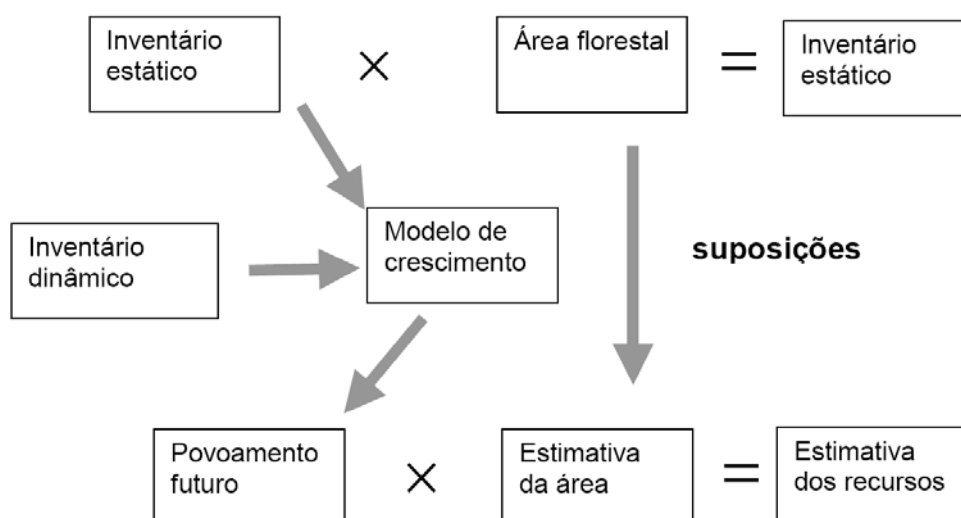 Inventário
estático
×
Área florestal
=
Inventário
estático
Inventário
dinâmico
Modelo de
crescimento
suposições
Povoamento
futuro
×
Estimativa
da área
=
Estimativa
dos recursos